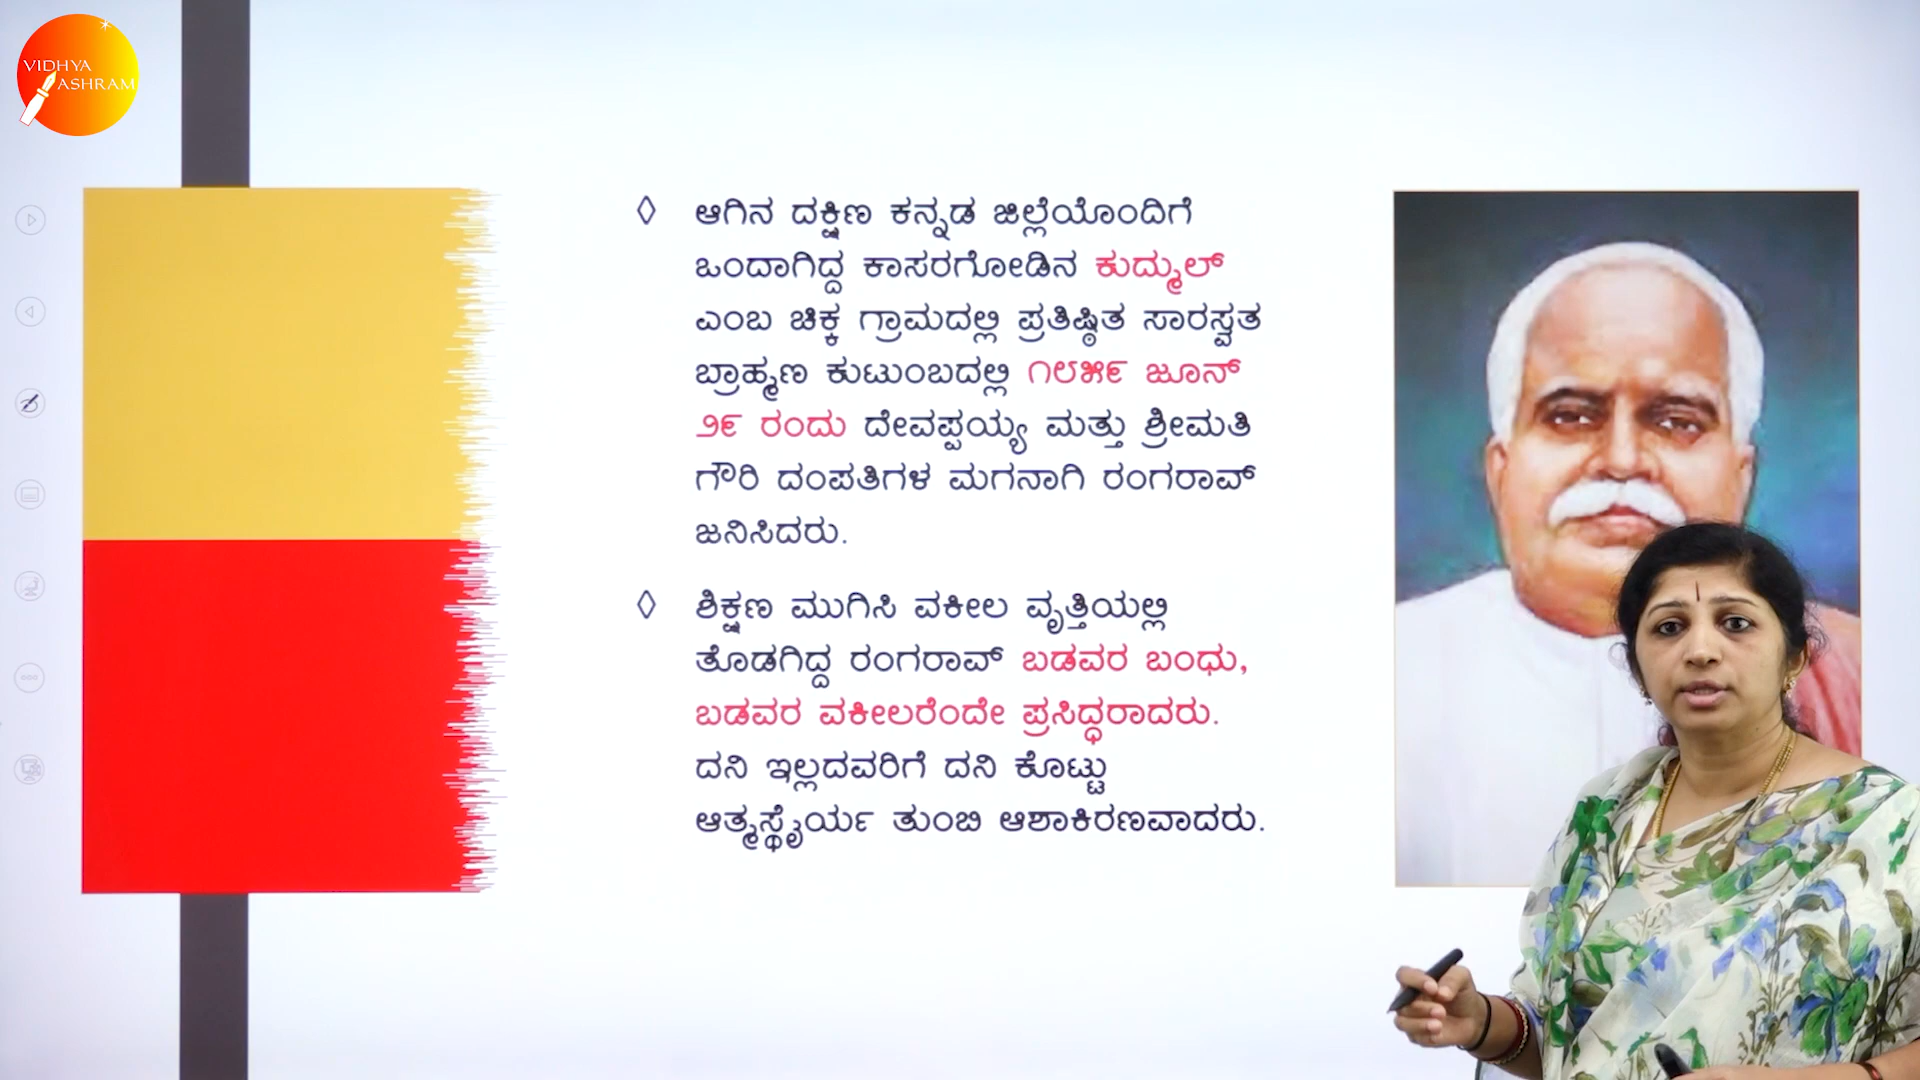 VIDHYA
ASHRAM
◊ ಆಗಿನ ದಕ್ಷಿಣ ಕನ್ನಡ ಜಿಲ್ಲೆಯೊಂದಿಗೆ
ಒಂದಾಗಿದ್ದ ಕಾಸರಗೋಡಿನ ಕುದ್ಮುಲ್
ಎಂಬ ಚಿಕ್ಕ ಗ್ರಾಮದಲ್ಲಿ ಪ್ರತಿಷ್ಠಿತ ಸಾರಸ್ವತ
ಬ್ರಾಹ್ಮಣ ಕುಟುಂಬದಲ್ಲಿ ೧೮೫೯ ಜೂನ್
೨೯ ರಂದು ದೇವಪ್ಪಯ್ಯ ಮತ್ತು ಶ್ರೀಮತಿ
ಗೌರಿ ದಂಪತಿಗಳ ಮಗನಾಗಿ ರಂಗರಾವ್
ಜನಿಸಿದರು.
◊ ಶಿಕ್ಷಣ ಮುಗಿಸಿ ವಕೀಲ ವೃತ್ತಿಯಲ್ಲಿ
ತೊಡಗಿದ್ದ ರಂಗರಾವ್ ಬಡವರ ಬಂಧು,
ಬಡವರ ವಕೀಲರೆಂದೇ ಪ್ರಸಿದ್ಧರಾದರು.
ದನಿ ಇಲ್ಲದವರಿಗೆ ದನಿ ಕೊಟ್ಟು
ಆತ್ಮಸ್ಥೈರ್ಯ ತುಂಬಿ ಆಶಾಕಿರಣವಾದರು.